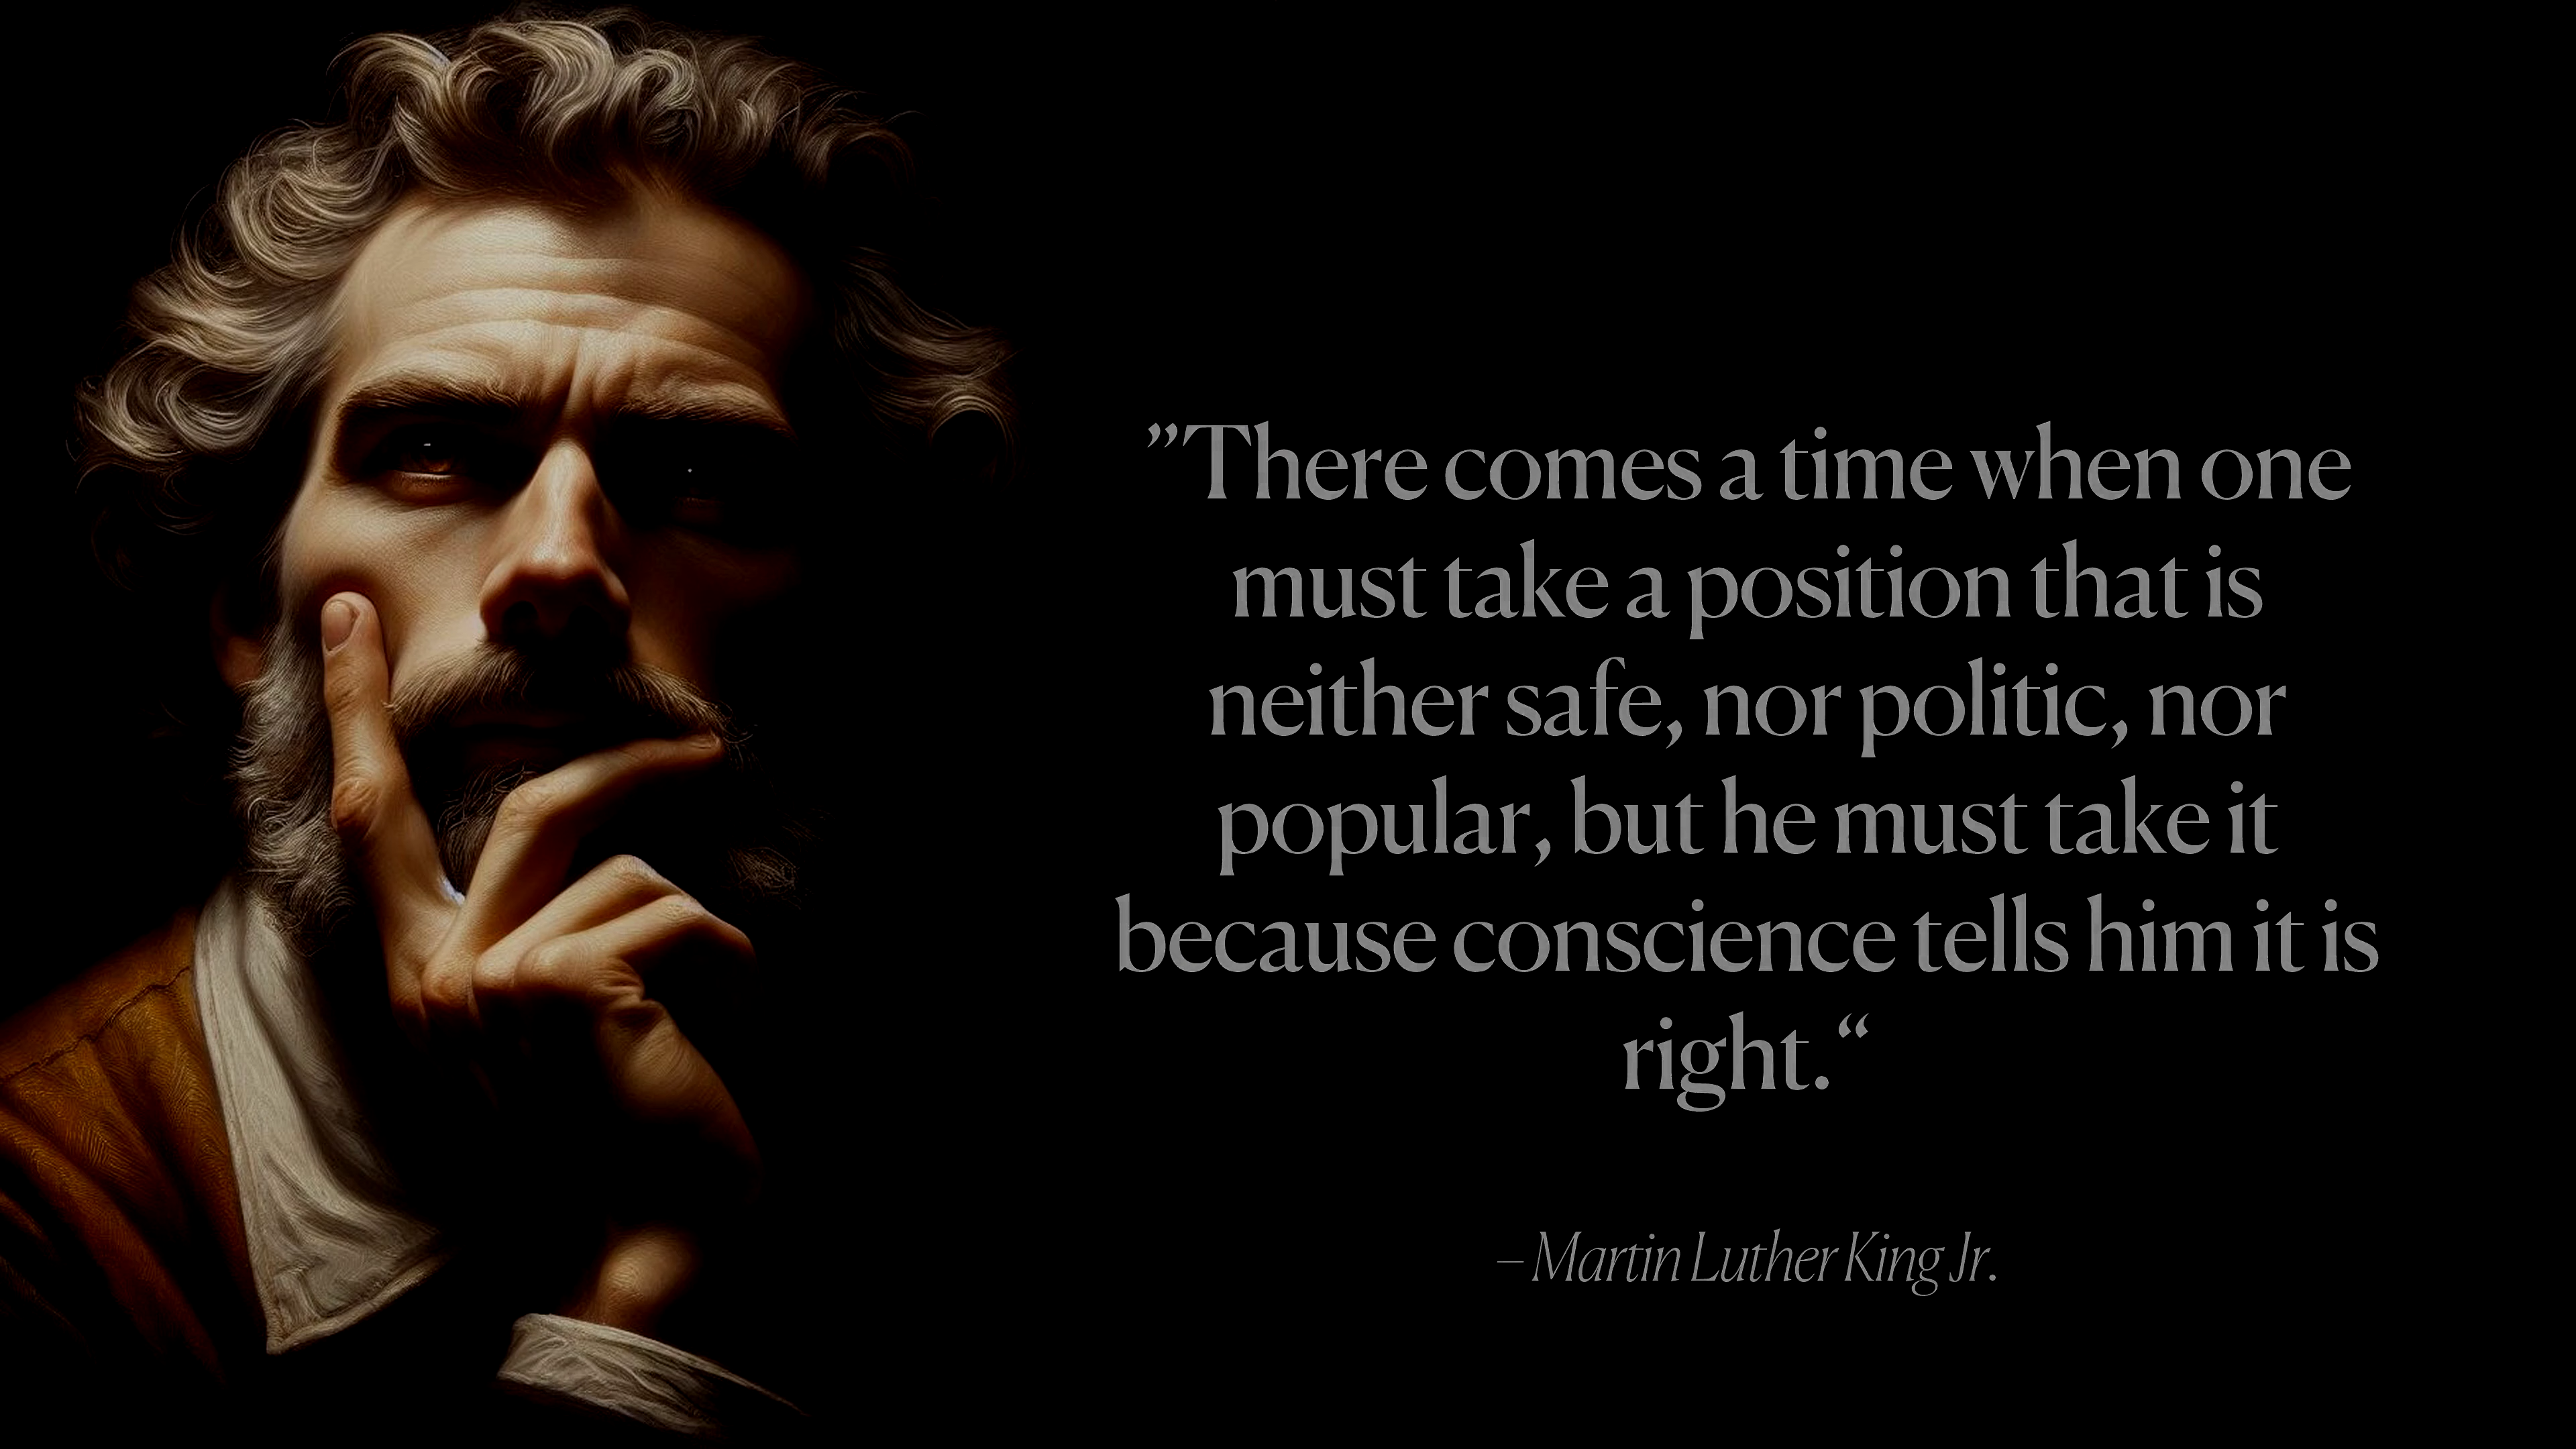 ”There comes a time when one
must take a position that is
neither safe, nor politic, nor
popular, but he must take it
because conscience tells him it is
right.“
– Martin Luther King Jr.